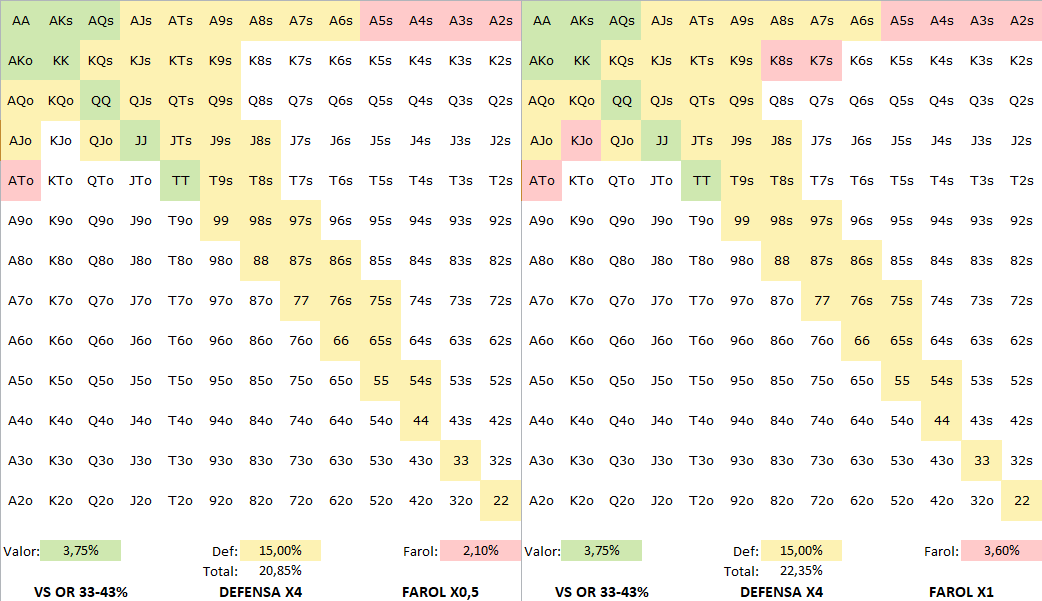 AA AKs AQs AJs ATs A9s A8s A7s A6s A5s A4s A3s A2s
AKo KK KQs KJs KTs K9s K8s K7s K6s K5s K4s K3s K2s
AQo KQo QQ QJs QTs Q9s Q8s Q7s Q6s Q5s Q4s Q3s Q2s
AJo KJo QJo JJ JTs J9s J8s J7s J6s J5s J4s J3s J2s
ATo KTo QTo JTo TT T9s T8s T7s T6s T5s T4s T3s T2s
A9o K9o Q9o J9o T9o 99 98s 97s 96s 95s 94s 93s 92s
A8o K8o Q8o J8o T8o 98o 88 87s 86s 85s 84s 83s 82s
A7o K7o Q7o J7o T7o 97o 87o 77 76s 75s 74s 73s 72s
A6o K6o Q6o J6o T6o 96o 86o 76o 66 65s 64s 63s 62s
A5o K5o Q5o J5o T5o 95o 85o 75o 65o 55 54s 53s 52s
A4o K4o Q4o J4o T4o 94o 84o 74o 64o 54o 44 43s 42s
A3o K3o Q3o J3o T3o 93o 83o 73o 63o 53o 43o 33 32s
A2o K2o Q2o J2o T2o 92o 82o 72o 62o 52o 42o 32o 22
Valor: 3,75% Def: 15,00% Farol: 2,10%
Total: 20,85%
VS OR 33-43% DEFENSA X4 FAROL X0,5
AA AKs AQs AJs ATs A9s A8s A7s A6s A5s A4s A3s A2s
AKo KK KQs KJs KTs K9s K8s K7s K6s K5s K4s K3s K2s
AQo KQo QQ QJs QTs Q9s Q8s Q7s Q6s Q5s Q4s Q3s Q2s
AJo KJo QJo JJ JTs J9s J8s J7s J6s J5s J4s J3s J2s
ATo KTo QTo JTo TT T9s T8s T7s T6s T5s T4s T3s T2s
A9o K9o Q9o J9o T9o 99 98s 97s 96s 95s 94s 93s 92s
A8o K8o Q8o J8o T8o 98o 88 87s 86s 85s 84s 83s 82s
A7o K7o Q7o J7o T7o 97o 87o 77 76s 75s 74s 73s 72s
A6o K6o Q6o J6o T6o 96o 86o 76o 66 65s 64s 63s 62s
A5o K5o Q5o J5o T5o 95o 85o 75o 65o 55 54s 53s 52s
A4o K4o Q4o J4o T4o 94o 84o 74o 64o 54o 44 43s 42s
A3o K3o Q3o J3o T3o 93o 83o 73o 63o 53o 43o 33 32s
A2o K2o Q2o J2o T2o 92o 82o 72o 62o 52o 42o 32o 22
Valor: 3,75% Def: 15,00% Farol: 3,60%
Total: 22,35%
VS OR 33-43% DEFENSA X4 FAROL X1